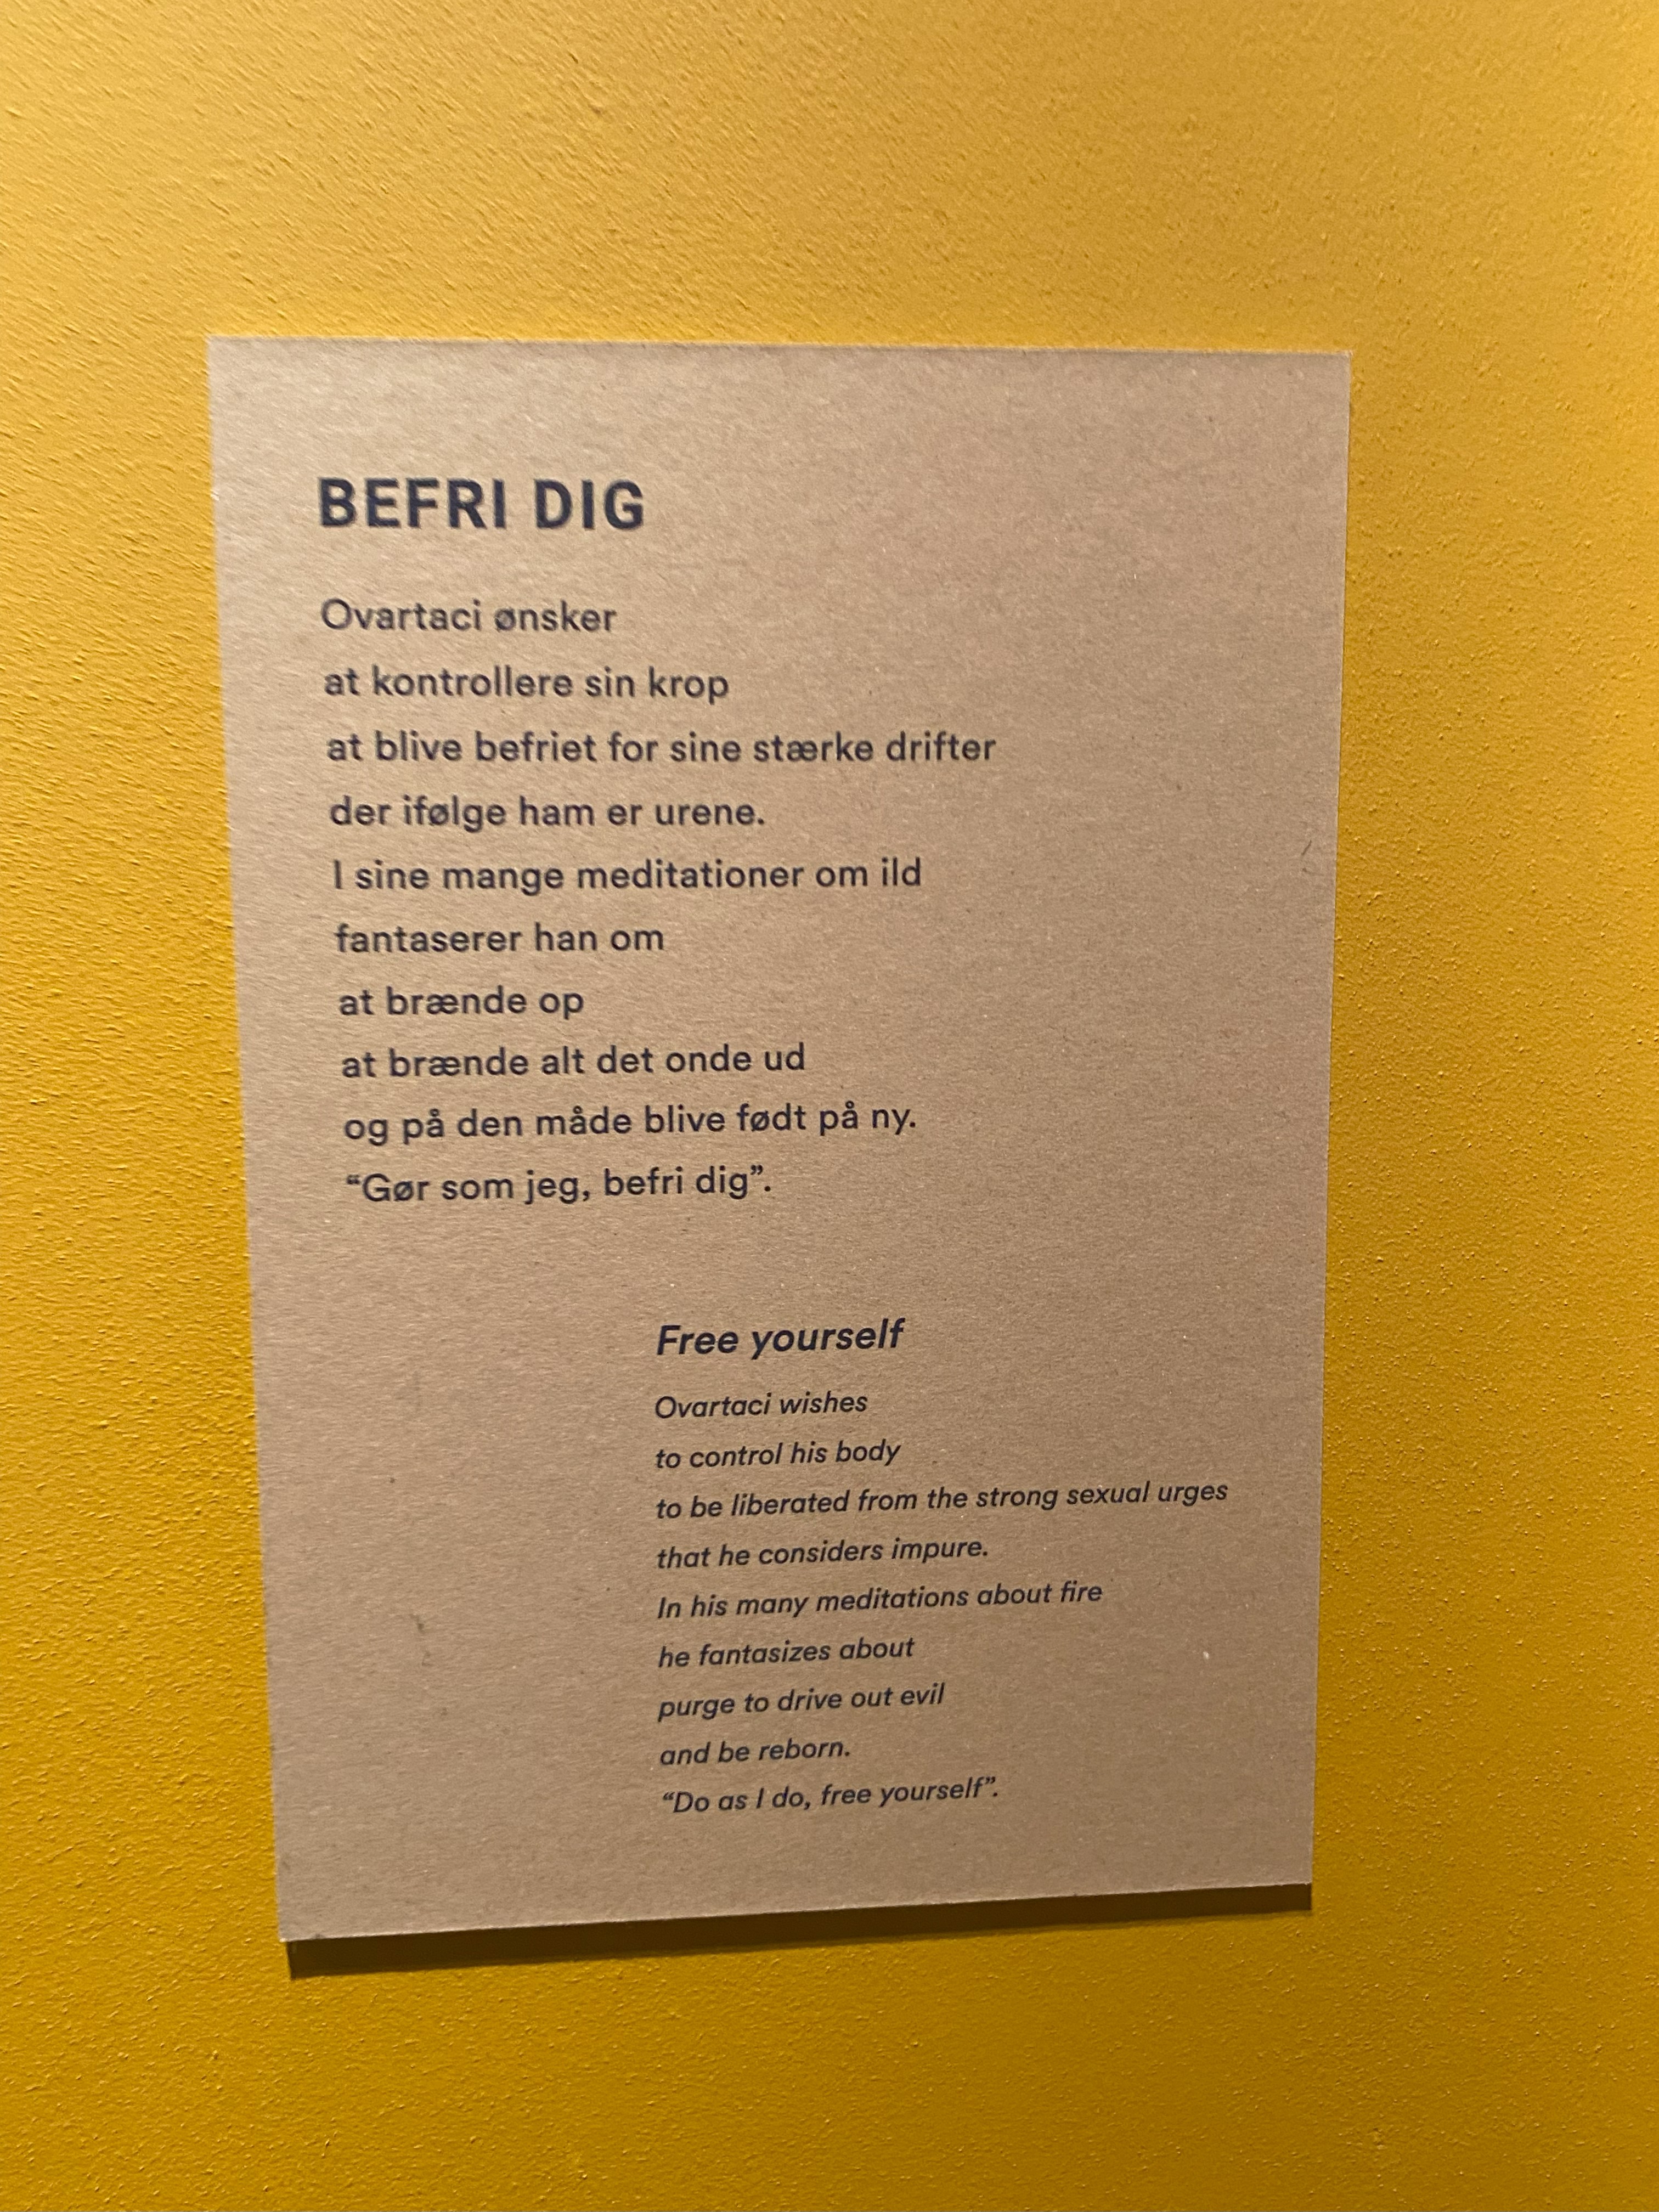 BEFRI DIG
Ovartaci ønsker
at kontrollere sin krop
at blive befriet for sine stærke drifter
der ifølge ham er urene.
I sine mange meditationer om ild
fantaserer han om
at brænde op
at brænde alt det onde ud
og på den måde blive født på ny.
“Gør som jeg, befri dig”.
Free yourself
Ovartaci wishes
to control his body
to be liberated from the strong sexual urges
that he considers impure.
In his many meditations about fire
he fantasizes about
purge to drive out evil
and be reborn.
“Do as I do, free yourself”.